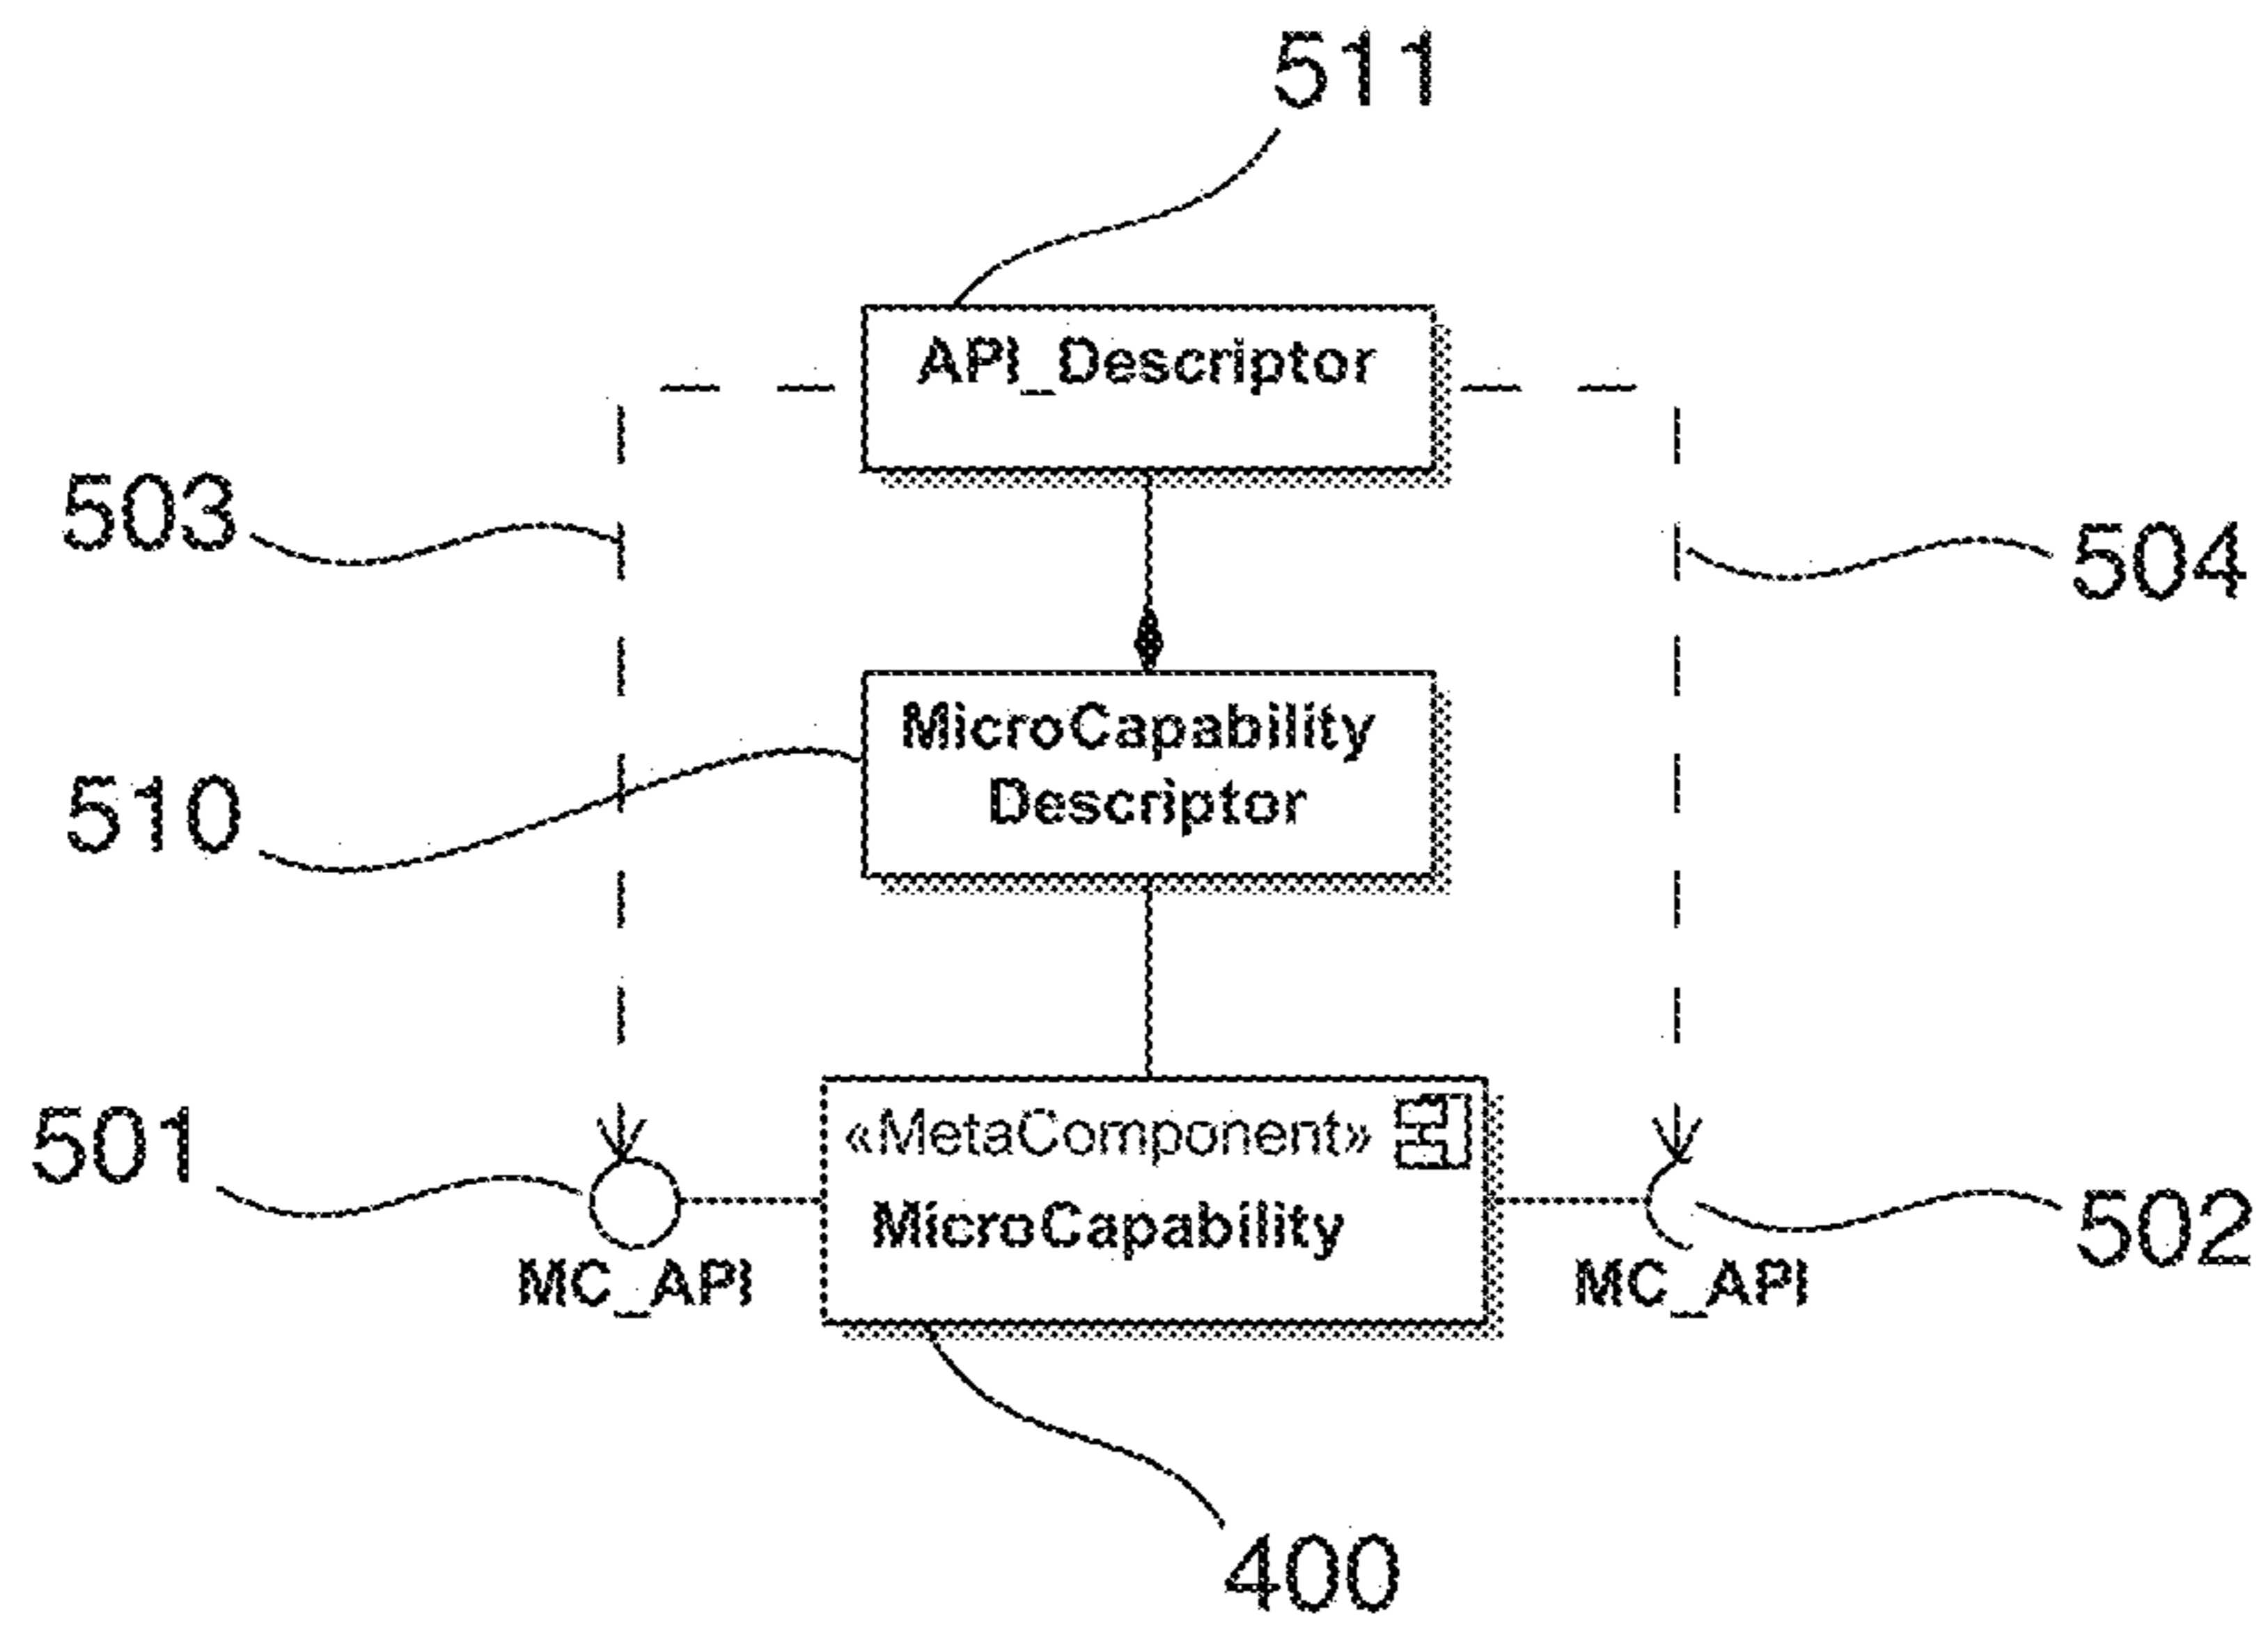 511
API_Descriptor
503
504
MicroCapability
Descriptor
510
«MetaComponent»
501
MicroCapability
502
MC_API
MC_API
400